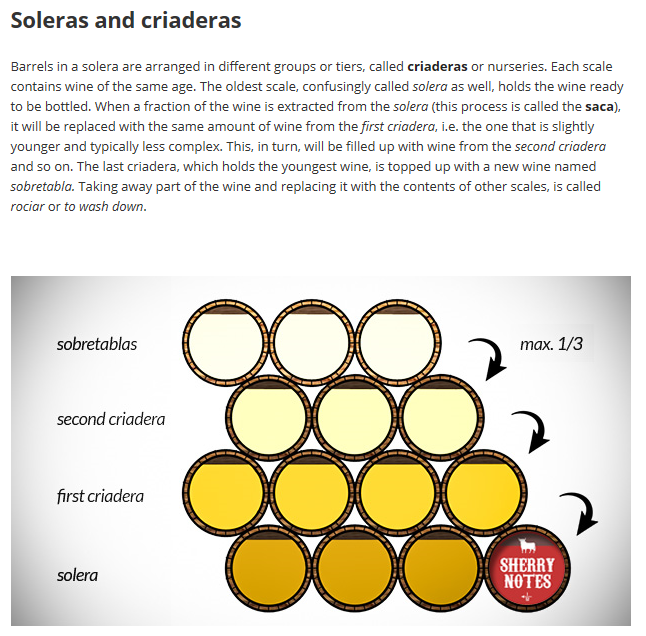 Soleras and criaderas
Barrels in a solera are arranged in different groups or tiers, called criaderas or nurseries. Each scale
contains wine of the same age. The oldest scale, confusingly called solera as well, holds the wine ready
to be bottled. When a fraction of the wine is extracted from the solera (this process is called the saca),
it will be replaced with the same amount of wine from the first criadera, i.e. the one that is slightly
younger and typically less complex. This, in turn, will be filled up with wine from the second criadera
and so on. The last criadera, which holds the youngest wine, is topped up with a new wine named
sobretabla. Taking away part of the wine and replacing it with the contents of other scales, is called
rociar or to wash down.
sobretablas
max. 1/3
second criadera
first criadera
solera
SHERRY
NOTES